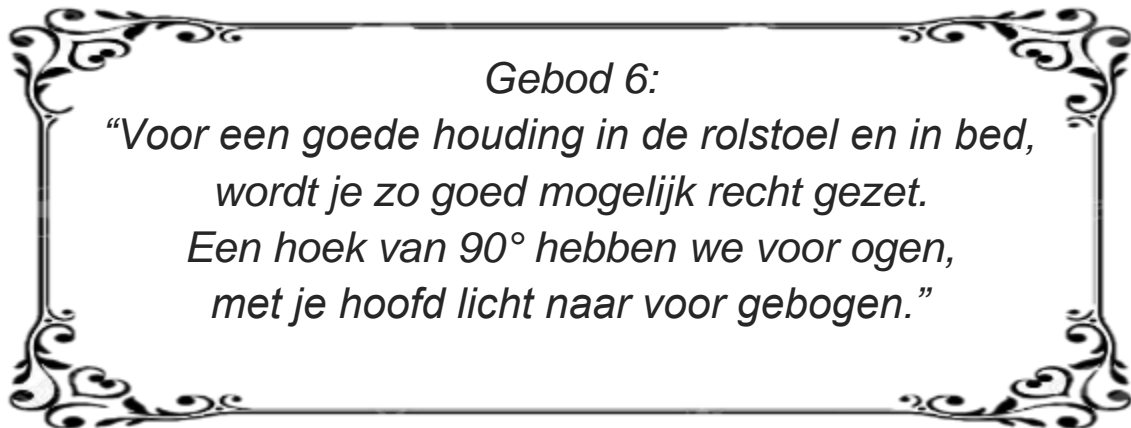 Gebod 6:
“Voor een goede houding in de rolstoel en in bed,
wordt je zo goed mogelijk recht gezet.
Een hoek van 90° hebben we voor ogen,
met je hoofd licht naar voor gebogen.”